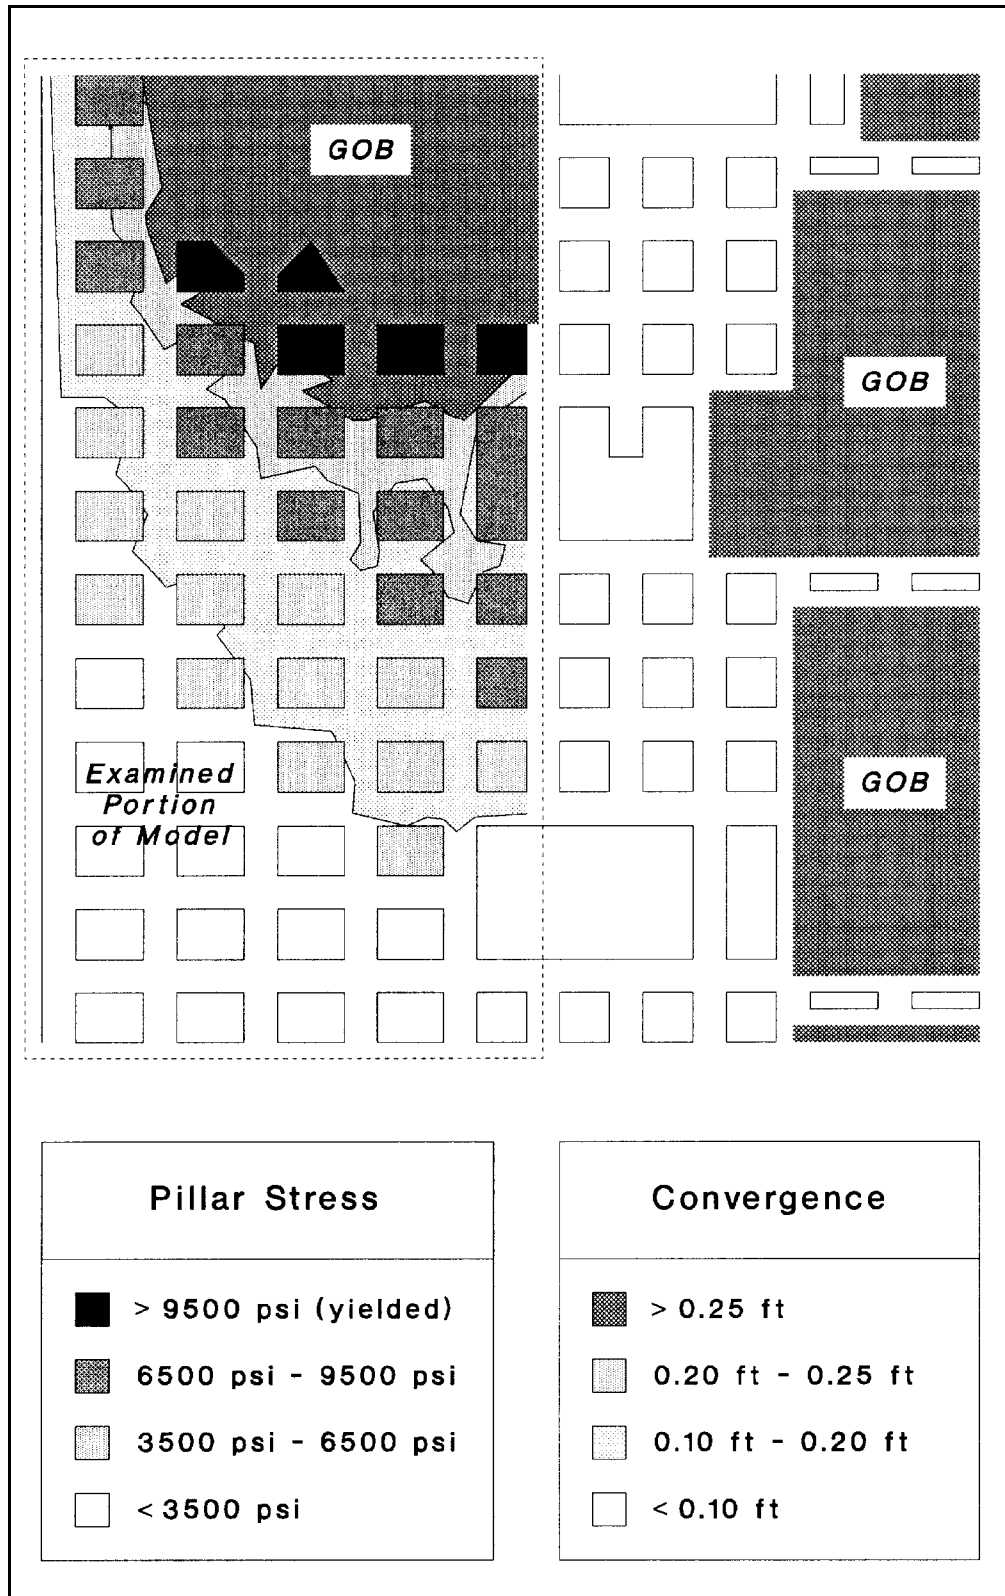 GOB
GOB
GOB
Examined
Portion
of Model
Pillar Stress
> 9500 psi (yielded)
6500 psi - 9500 psi
3500 psi - 6500 psi
< 3500 psi
Convergence
> 0.25 ft
0.20 ft - 0.25 ft
0.10 ft - 0.20 ft
< 0.10 ft